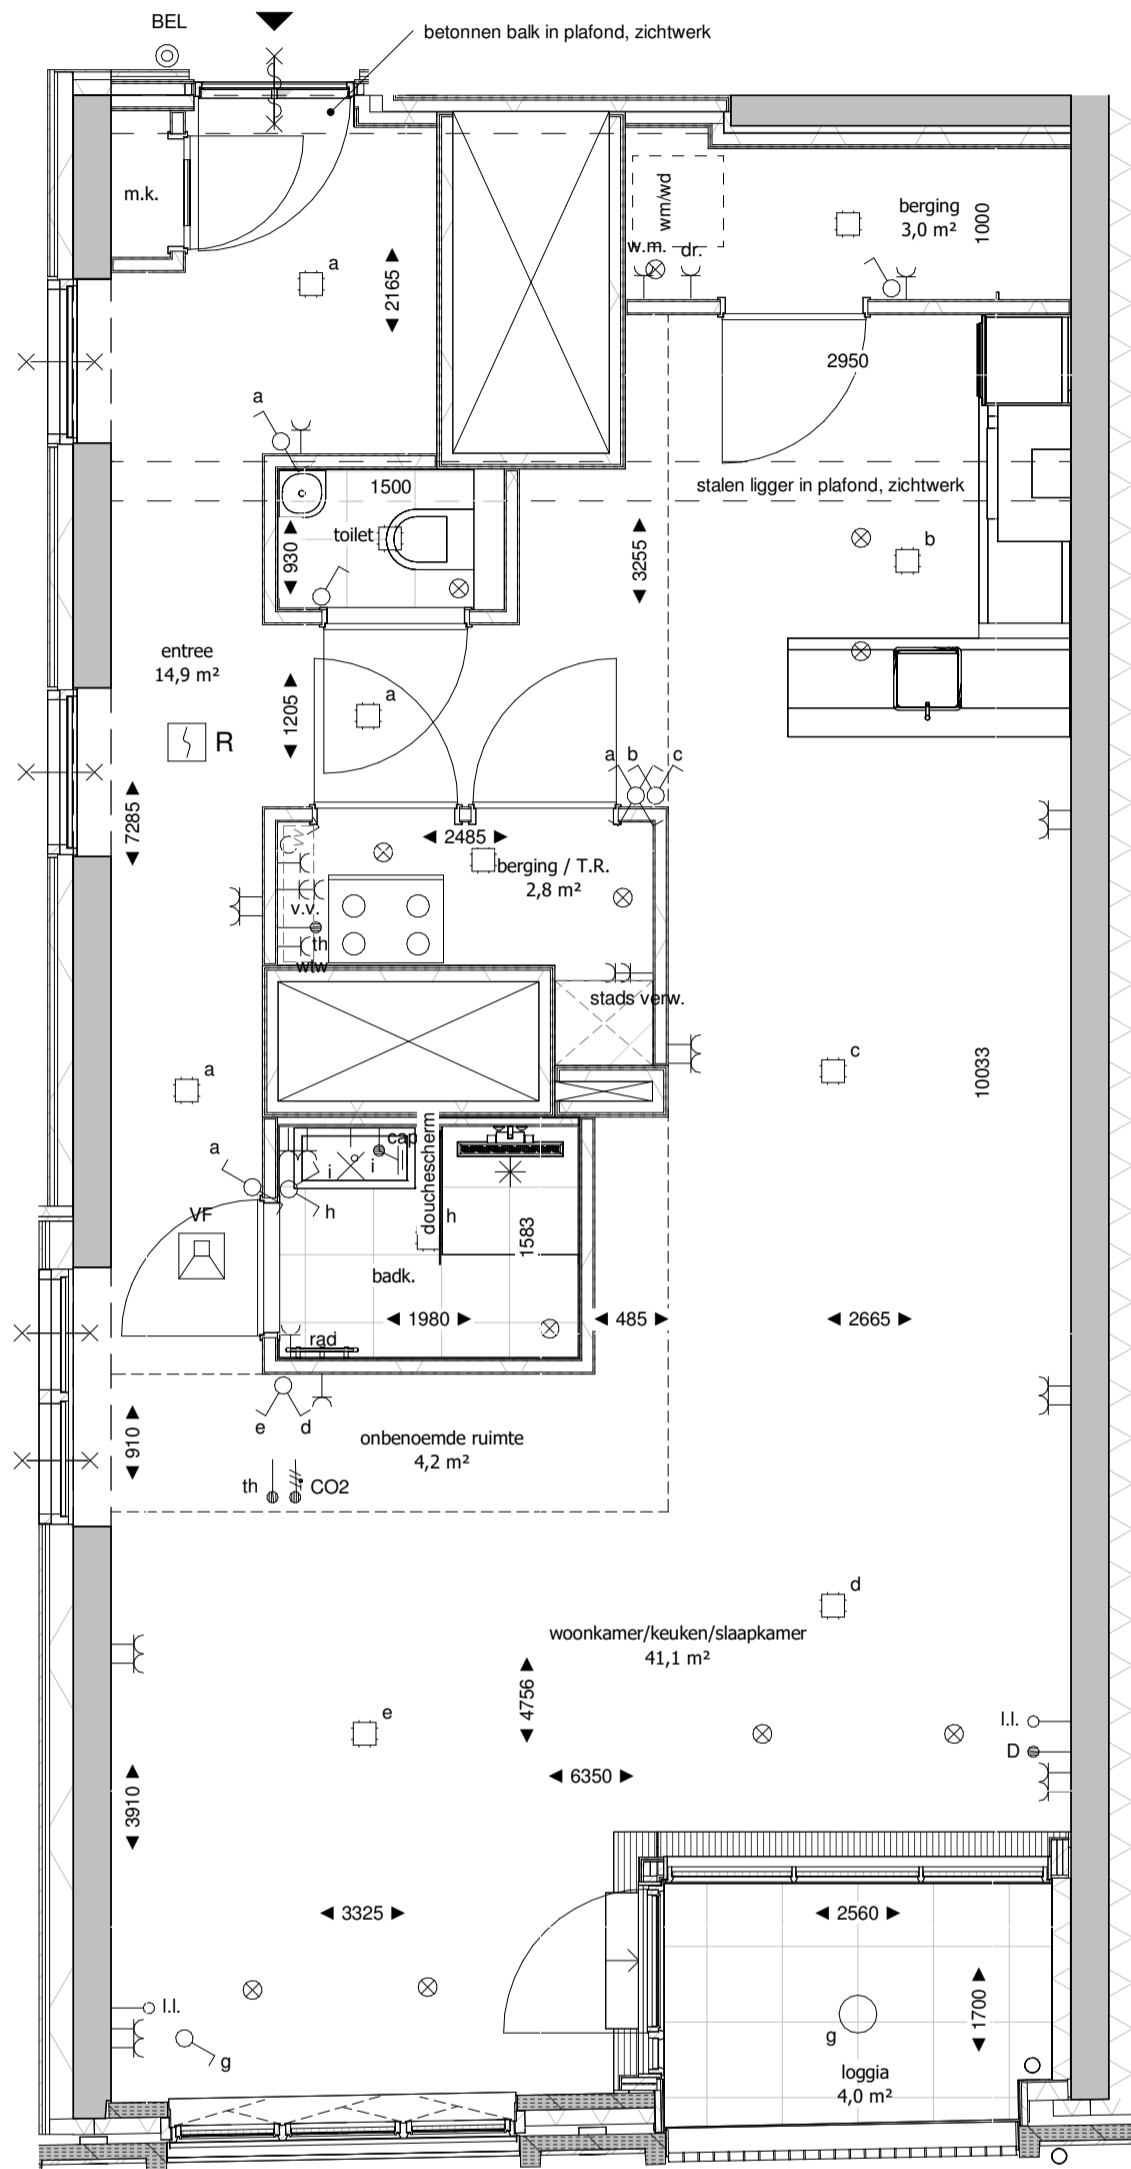 BEL
betonnen balk in plafond, zichtwerk
m.k.
wm/wd
berging
3,0 m²
1000
w.m.
dr.
a
2165
2950
a
1500
stalen ligger in plafond, zichtwerk
toilet
930
3255
b
entree
14,9 m²
1205
a
R
a
b
c
7285
2485
berging / T.R.
2,8 m²
v.v.
th
wtw
stads verw.
c
10033
a
douchescherm
cap
i
i
a
h
h
VF
1583
badk.
1980
485
2665
rad
e
d
910
onbenoemde ruimte
4,2 m²
th
CO2
d
woonkamer/keuken/slaapkamer
41,1 m²
4756
e
l.l.
D
6350
3910
3325
2560
1700
l.l.
g
g
loggia
4,0 m²